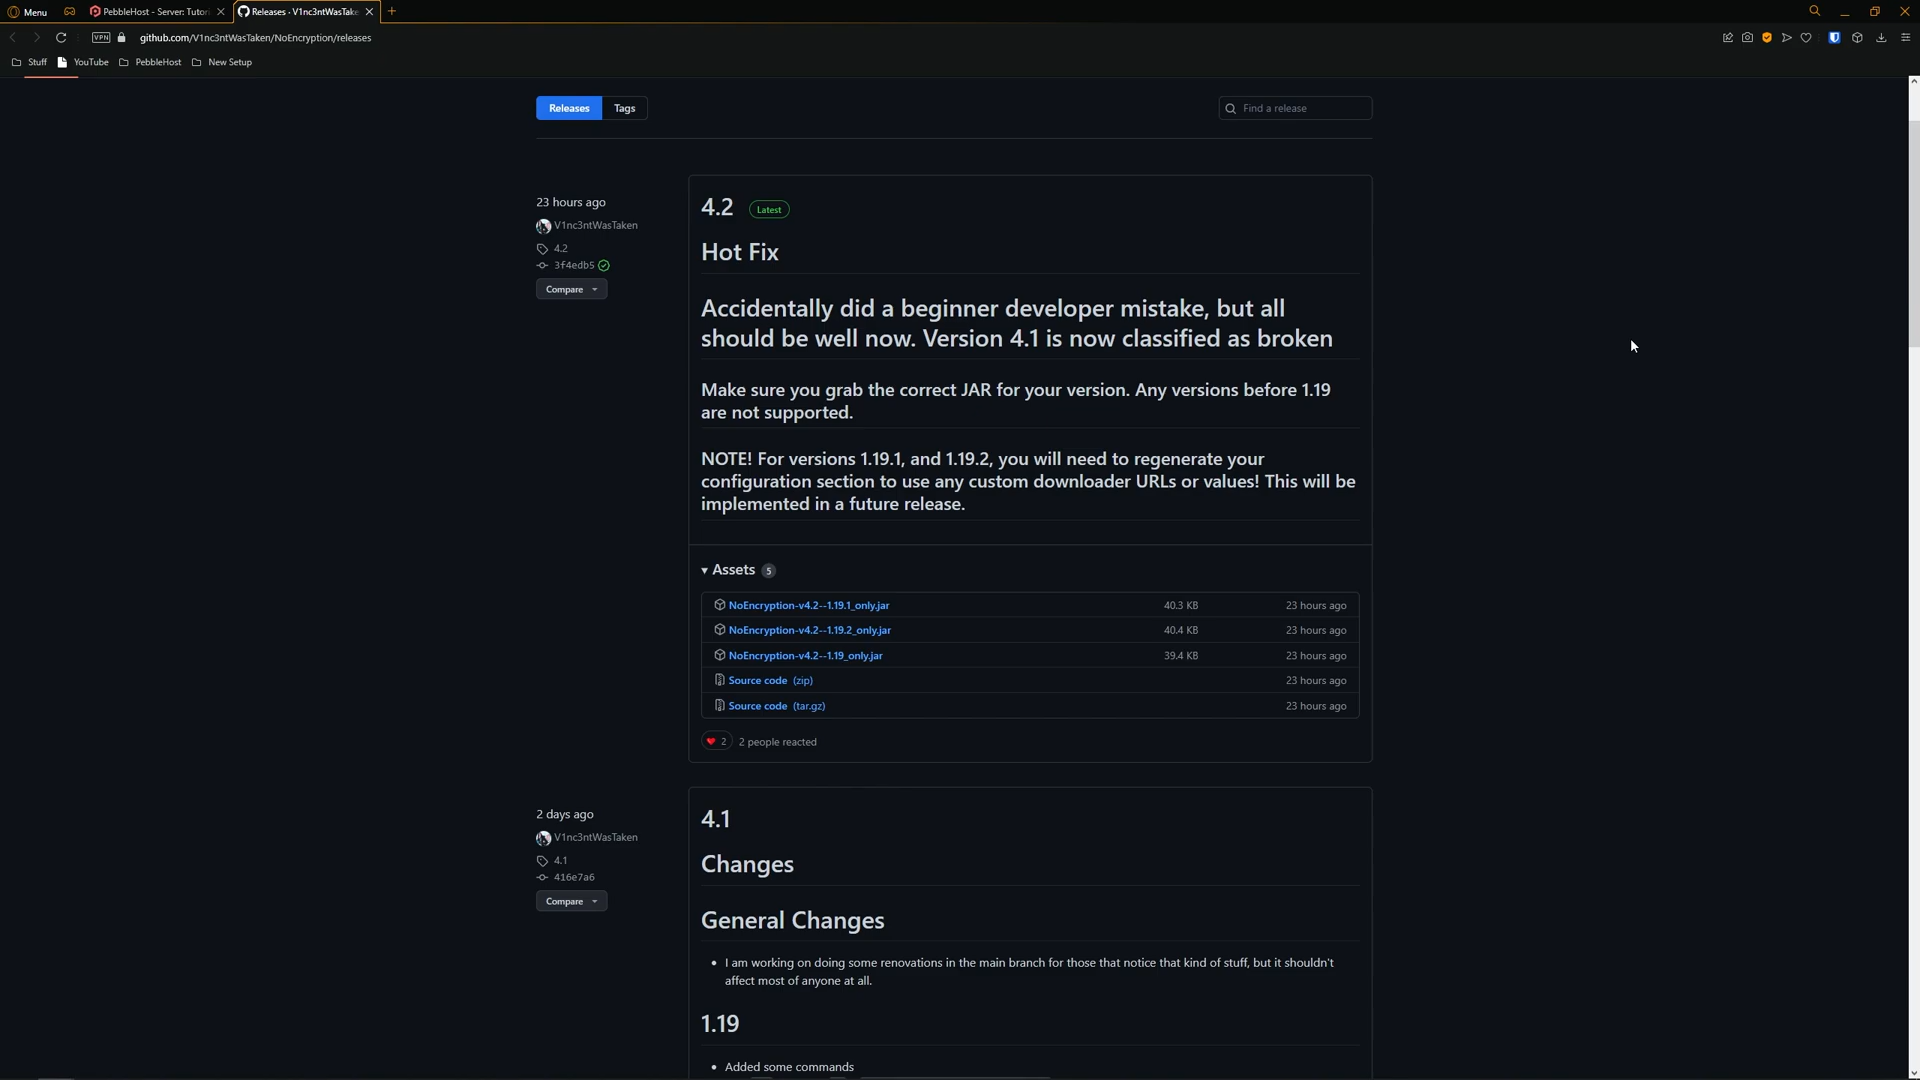 Menu
PebbleHost - Server: Tutori
Releases · V1nc3ntWasTake
VPN
github.com/V1nc3ntWasTaken/NoEncryption/releases
Stuff
YouTube
PebbleHost
New Setup
Releases
Tags
Find a release
23 hours ago
V1nc3ntWasTaken
4.2
3f4edb5
Compare
4.2 Latest
Hot Fix
Accidentally did a beginner developer mistake, but all
should be well now. Version 4.1 is now classified as broken
Make sure you grab the correct JAR for your version. Any versions before 1.19
are not supported.
NOTE! For versions 1.19.1, and 1.19.2, you will need to regenerate your
configuration section to use any custom downloader URLs or values! This will be
implemented in a future release.
Assets 5
NoEncryption-v4.2--1.19.1_only.jar 40.3 KB 23 hours ago
NoEncryption-v4.2--1.19.2_only.jar 40.4 KB 23 hours ago
NoEncryption-v4.2--1.19_only.jar 39.4 KB 23 hours ago
Source code (zip) 23 hours ago
Source code (tar.gz) 23 hours ago
2 2 people reacted
2 days ago
V1nc3ntWasTaken
4.1
416e7a6
Compare
4.1
Changes
General Changes
I am working on doing some renovations in the main branch for those that notice that kind of stuff, but it shouldn't
affect most of anyone at all.
1.19
Added some commands